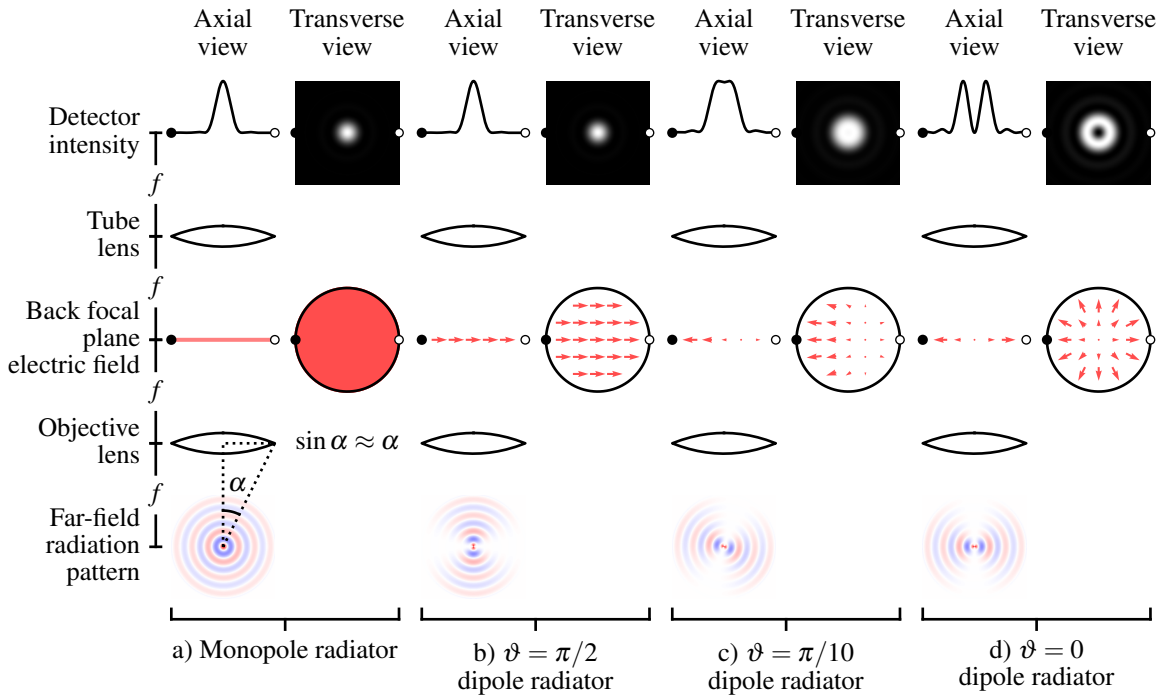 Axial view
Transverse view
Axial view
Transverse view
Axial view
Transverse view
Axial view
Transverse view
Detector intensity
f
Tube lens
f
Back focal plane electric field
f
Objective lens
sin α ≈ α
α
f
Far-field radiation pattern
a) Monopole radiator
b) ϑ = π/2 dipole radiator
c) ϑ = π/10 dipole radiator
d) ϑ = 0 dipole radiator